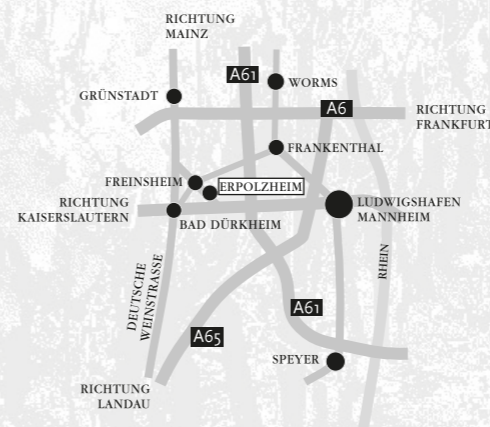 RICHTUNG
MAINZ
A61
WORMS
GRÜNSTADT
A6
RICHTUNG
FRANKFURT
FRANKENTHAL
FREINSHEIM
ERPOLZHEIM
RICHTUNG
KAISERSLAUTERN
LUDWIGSHAFEN
MANNHEIM
BAD DÜRKHEIM
RHEIN
DEUTSCHE
WEINSTRASSE
A61
A65
SPEYER
RICHTUNG
LANDAU